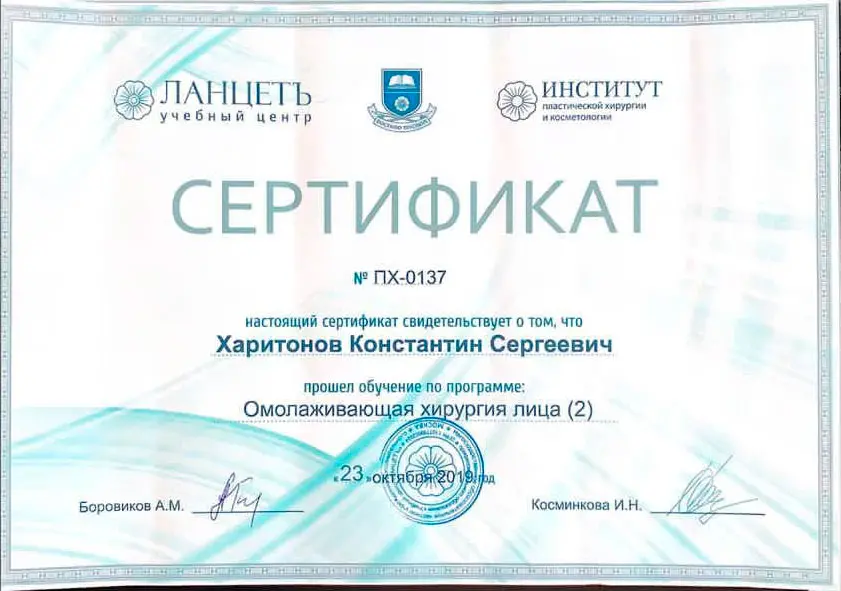 ЛАНЦЕТЪ
учебный центр
ИНСТИТУТ
пластической хирургии
и косметологии
СЕРТИФИКАТ
№ ПХ-0137
настоящий сертификат свидетельствует о том, что
Харитонов Константин Сергеевич
прошел обучение по программе:
Омолаживающая хирургия лица (2)
МОСКВА
«23»октября 2019 год
Боровиков А.М.
Косминкова И.Н.